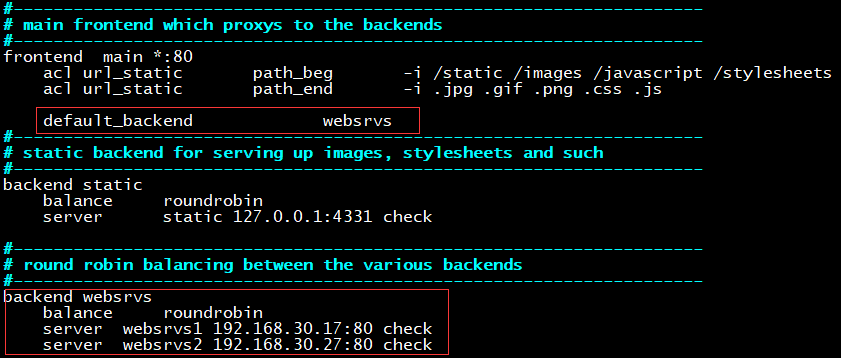 #---------------------------------------------------------------------
# main frontend which proxys to the backends
#---------------------------------------------------------------------
frontend  main *:80
    acl url_static       path_beg       -i /static /images /javascript /stylesheets
    acl url_static       path_end       -i .jpg .gif .png .css .js

    default_backend             websrvs
#---------------------------------------------------------------------
# static backend for serving up images, stylesheets and such
#---------------------------------------------------------------------
backend static
    balance     roundrobin
    server      static 127.0.0.1:4331 check

#---------------------------------------------------------------------
# round robin balancing between the various backends
#---------------------------------------------------------------------
backend websrvs
    balance     roundrobin
    server  websrvs1 192.168.30.17:80 check
    server  websrvs2 192.168.30.27:80 check